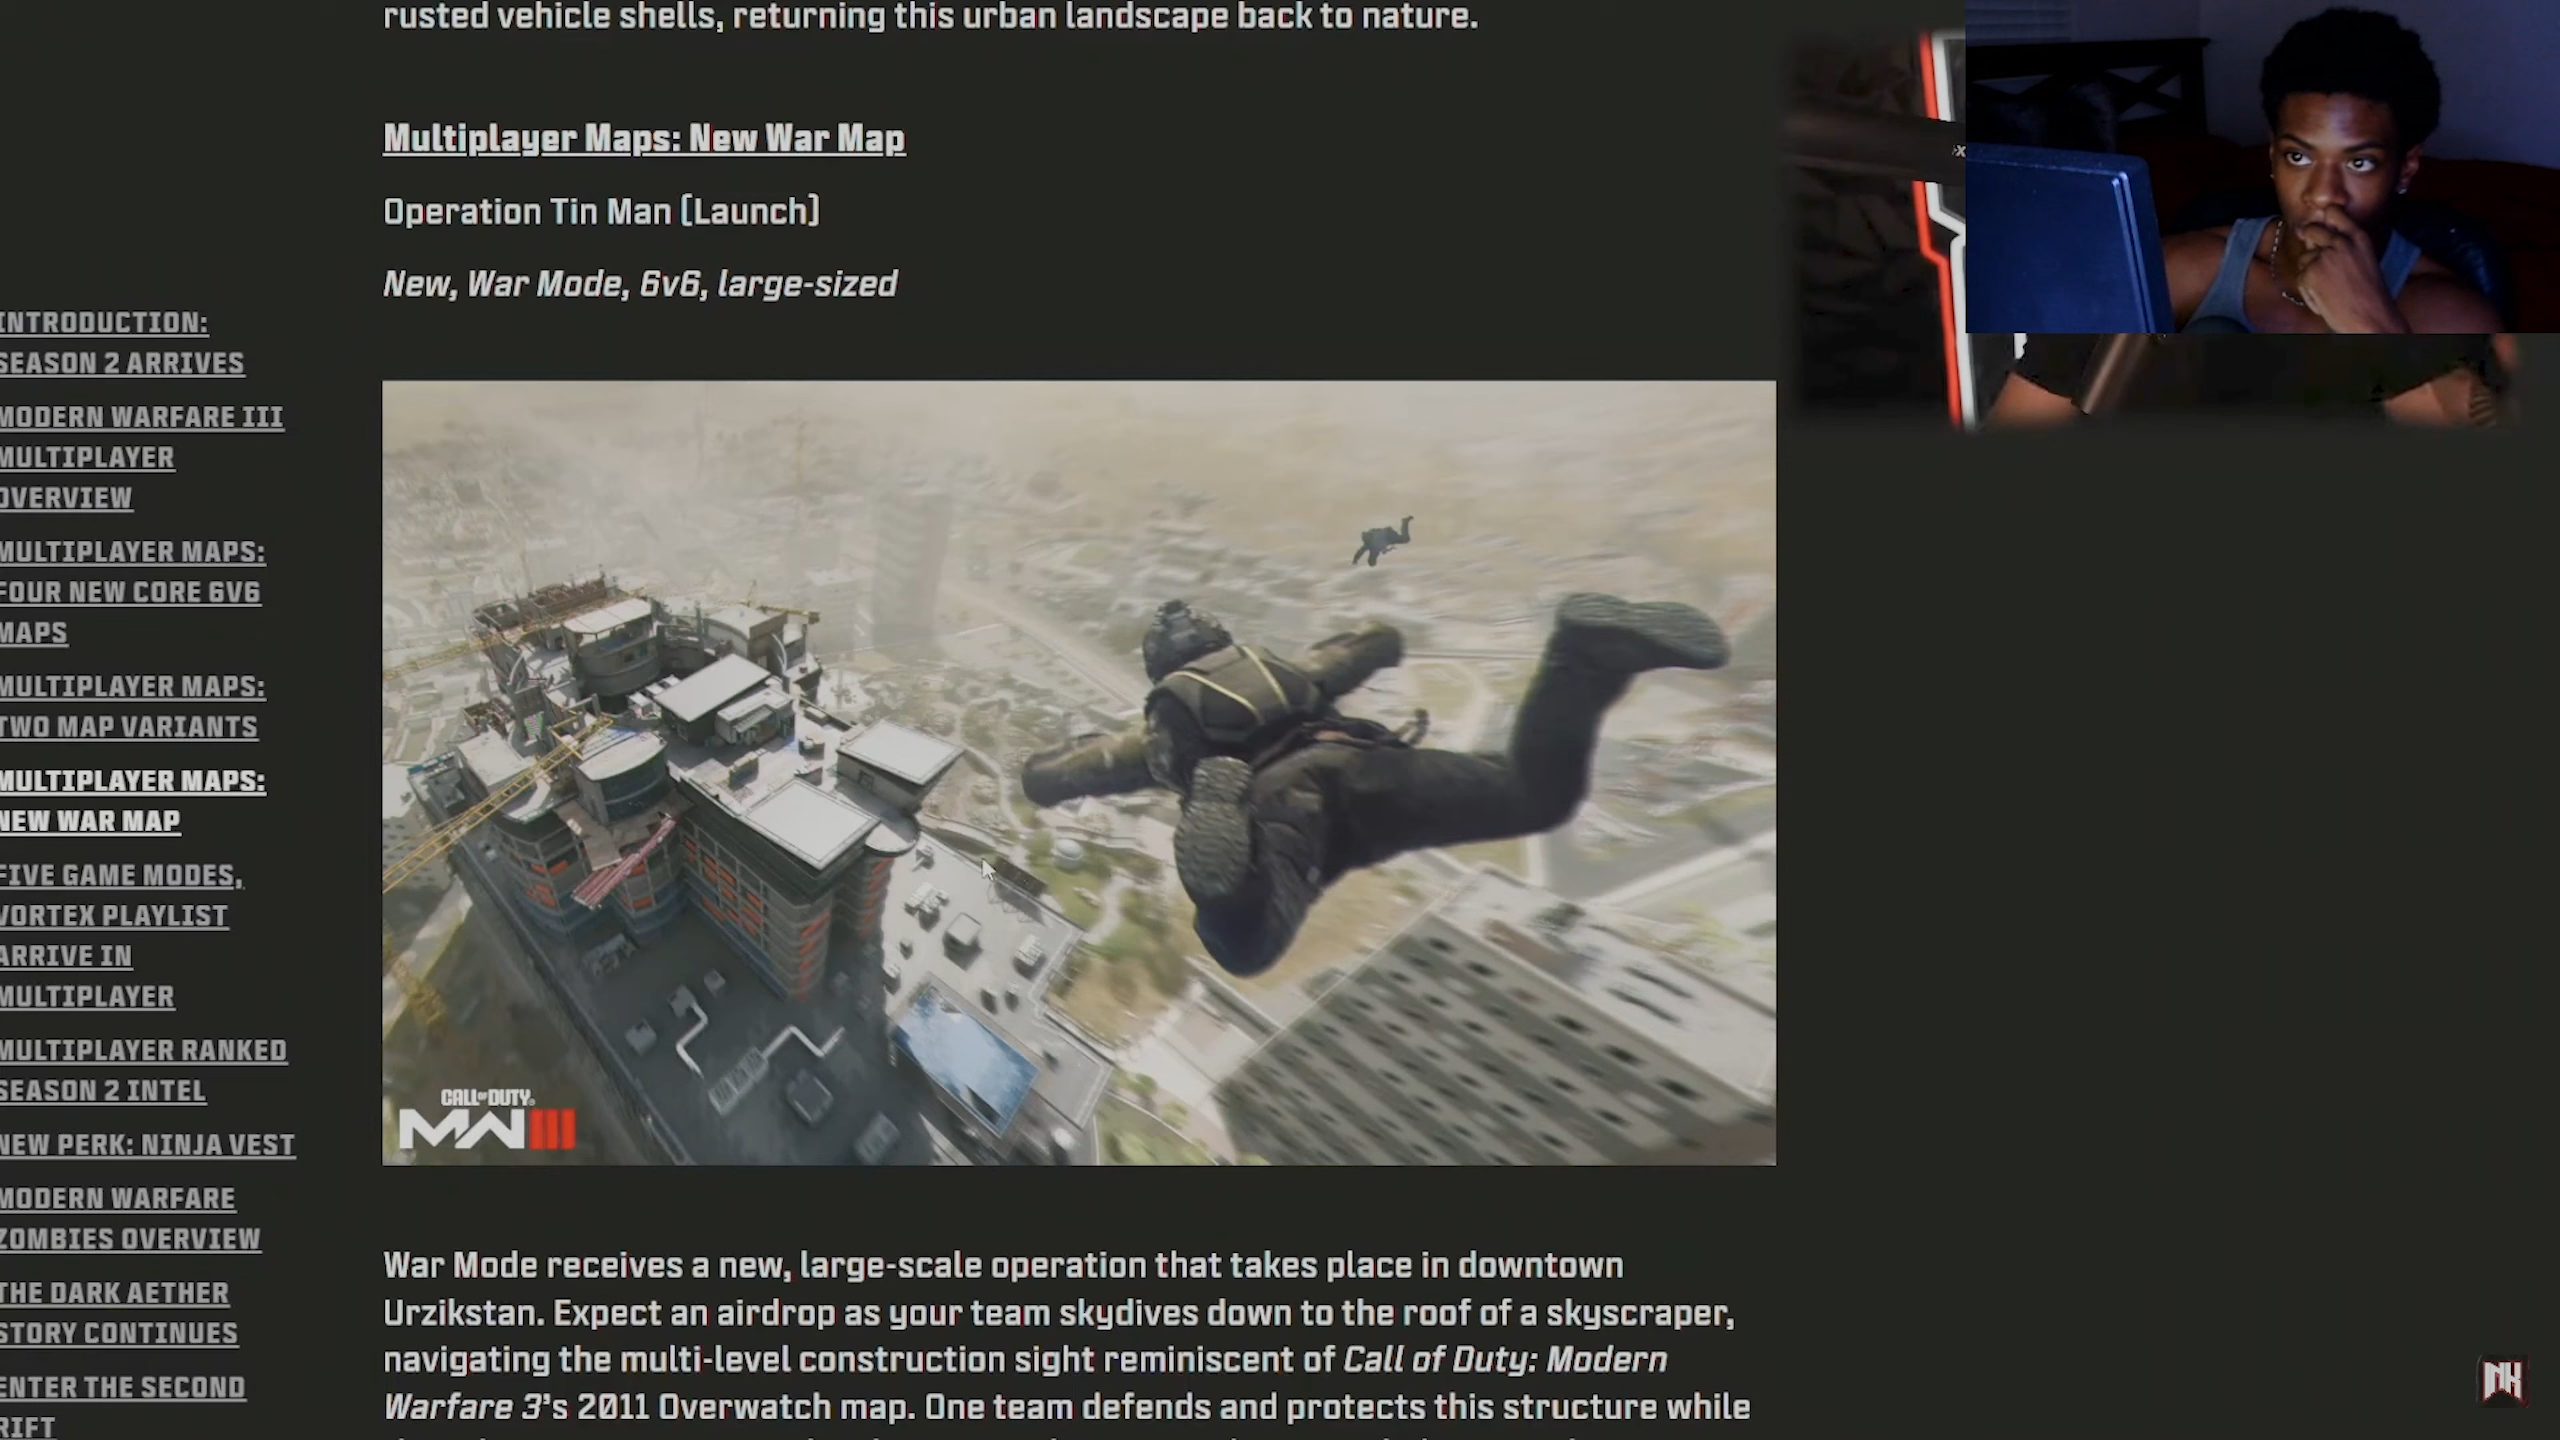 rusted vehicle shells, returning this urban landscape back to nature.
Multiplayer Maps: New War Map
Operation Tin Man (Launch)
New, War Mode, 6v6, large-sized
INTRODUCTION:
SEASON 2 ARRIVES
MODERN WARFARE III
MULTIPLAYER
OVERVIEW
MULTIPLAYER MAPS:
FOUR NEW CORE 6V6
MAPS
MULTIPLAYER MAPS:
TWO MAP VARIANTS
MULTIPLAYER MAPS:
NEW WAR MAP
FIVE GAME MODES,
VORTEX PLAYLIST
ARRIVE IN
MULTIPLAYER
MULTIPLAYER RANKED
SEASON 2 INTEL
NEW PERK: NINJA VEST
MODERN WARFARE
ZOMBIES OVERVIEW
THE DARK AETHER
STORY CONTINUES
ENTER THE SECOND
RIFT
CALL OF DUTY
MWIII
War Mode receives a new, large-scale operation that takes place in downtown
Urzikstan. Expect an airdrop as your team skydives down to the roof of a skyscraper,
navigating the multi-level construction sight reminiscent of Call of Duty: Modern
Warfare 3's 2011 Overwatch map. One team defends and protects this structure while
NK